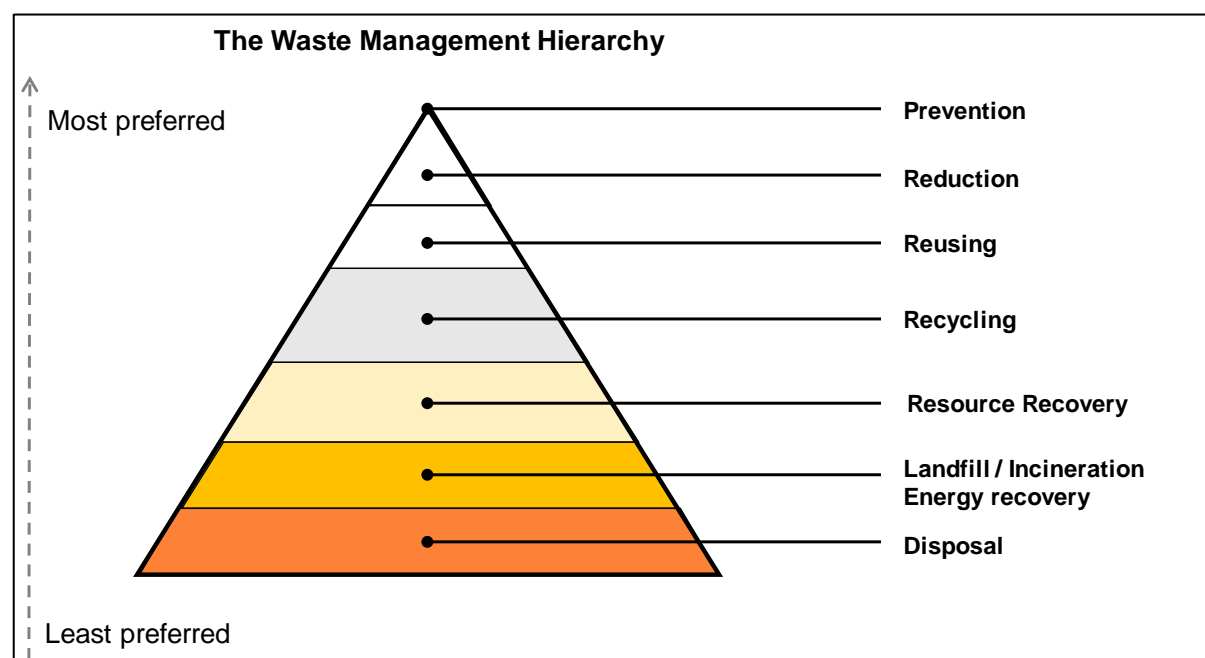 The Waste Management Hierarchy
Most preferred
Prevention
Reduction
Reusing
Recycling
Resource Recovery
Landfill / Incineration
Energy recovery
Disposal
Least preferred